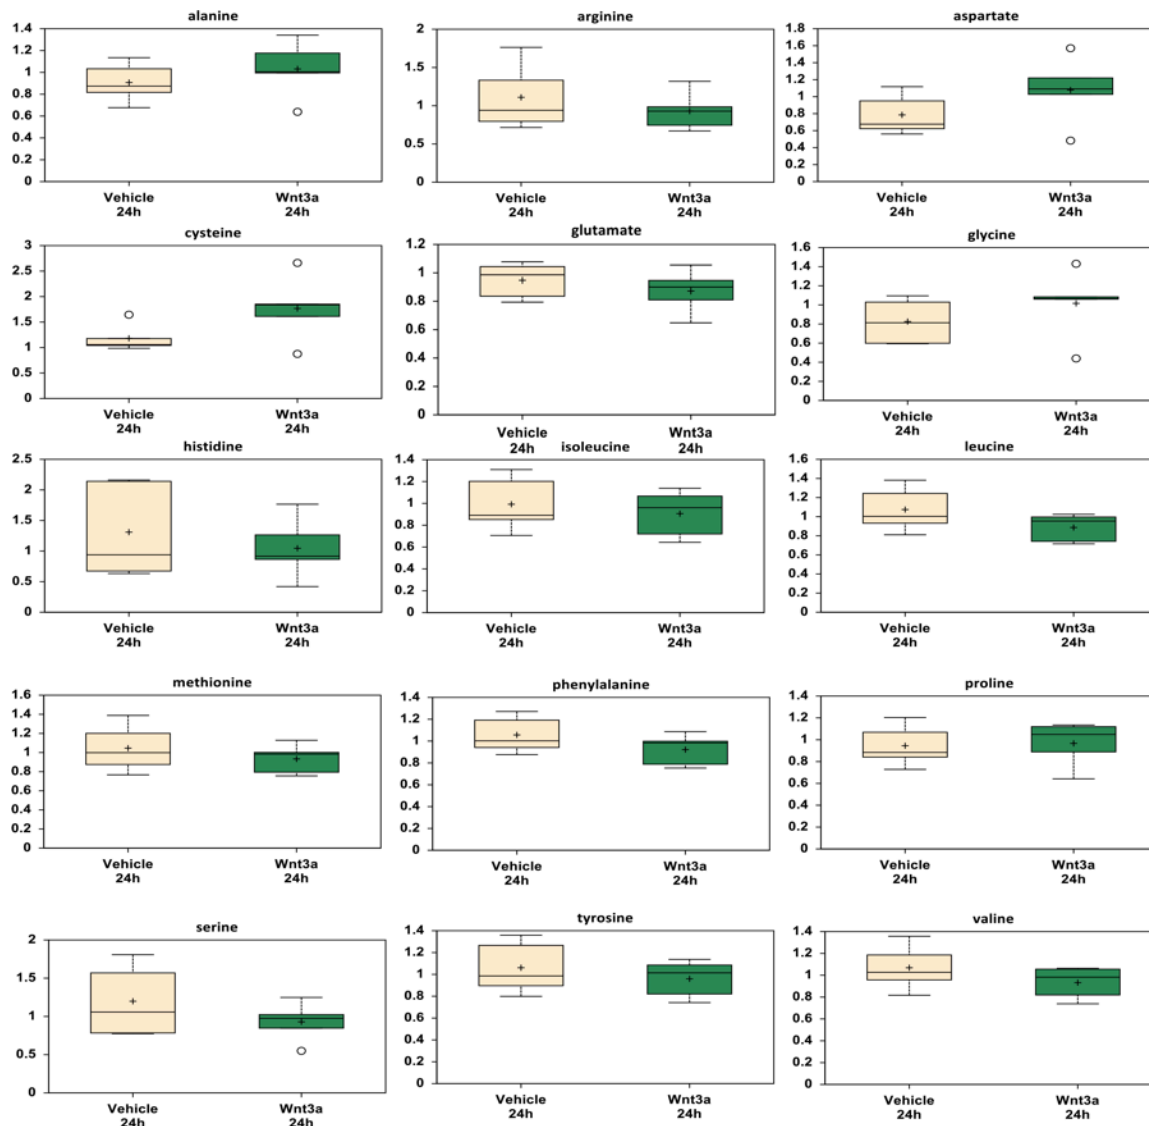 alanine
1.4
1.2
1
0.8
0.6
0.4
0.2
0
Vehicle
24h
Wnt3a
24h
arginine
2
1.5
1
0.5
0
Vehicle
24h
Wnt3a
24h
aspartate
1.8
1.6
1.4
1.2
1
0.8
0.6
0.4
0.2
0
Vehicle
24h
Wnt3a
24h
cysteine
3
2.5
2
1.5
1
0.5
0
Vehicle
24h
Wnt3a
24h
glutamate
1.2
1
0.8
0.6
0.4
0.2
0
Vehicle
24h
Wnt3a
24h
glycine
1.6
1.4
1.2
1
0.8
0.6
0.4
0.2
0
Vehicle
24h
Wnt3a
24h
histidine
2.5
2
1.5
1
0.5
0
Vehicle
24h
Wnt3a
24h
isoleucine
1.4
1.2
1
0.8
0.6
0.4
0.2
0
Vehicle
24h
Wnt3a
24h
leucine
1.6
1.4
1.2
1
0.8
0.6
0.4
0.2
0
Vehicle
24h
Wnt3a
24h
methionine
1.6
1.4
1.2
1
0.8
0.6
0.4
0.2
0
Vehicle
24h
Wnt3a
24h
phenylalanine
1.4
1.2
1
0.8
0.6
0.4
0.2
0
Vehicle
24h
Wnt3a
24h
proline
1.4
1.2
1
0.8
0.6
0.4
0.2
0
Vehicle
24h
Wnt3a
24h
serine
2
1.5
1
0.5
0
Vehicle
24h
Wnt3a
24h
tyrosine
1.4
1.2
1
0.8
0.6
0.4
0.2
0
Vehicle
24h
Wnt3a
24h
valine
1.4
1.2
1
0.8
0.6
0.4
0.2
0
Vehicle
24h
Wnt3a
24h